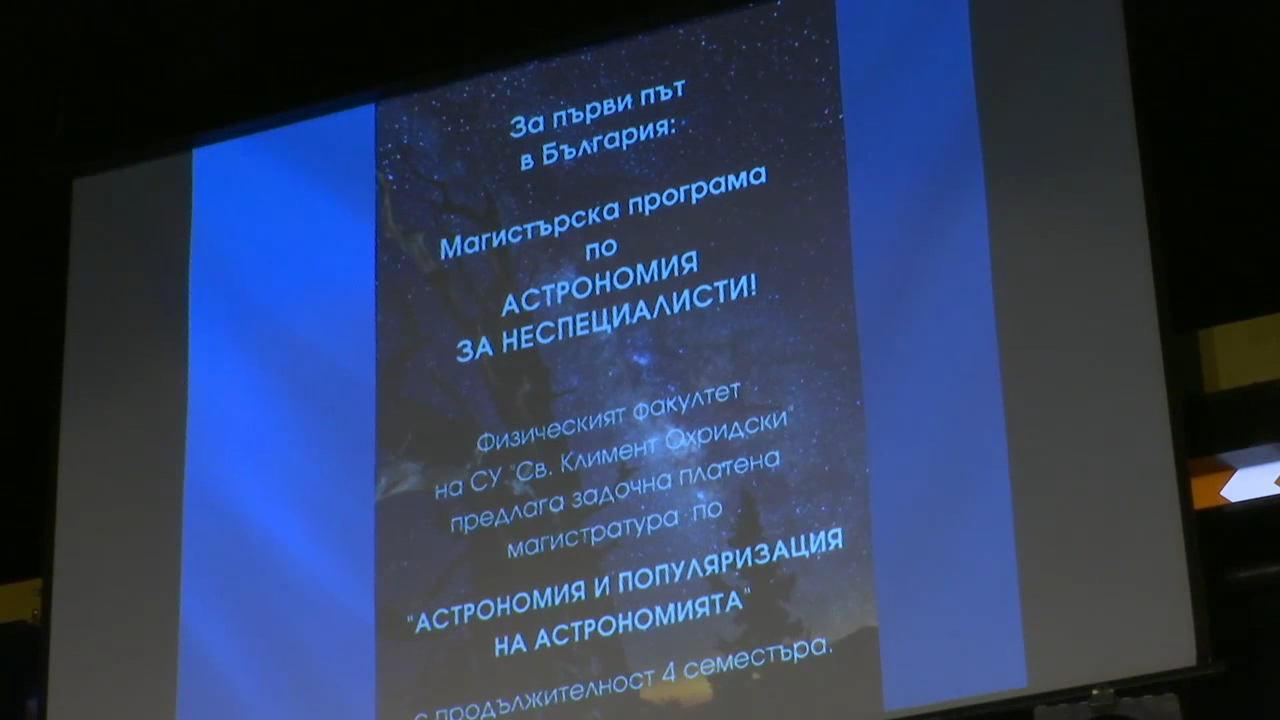 За първи път
в България:
Магистърска програма
по
АСТРОНОМИЯ
ЗА НЕСПЕЦИАЛИСТИ!
Физическият факултет
на СУ "Св. Климент Охридски"
предлага задочна платена
магистратура по
"АСТРОНОМИЯ И ПОПУЛЯРИЗАЦИЯ
НА АСТРОНОМИЯТА"
с продължителност 4 семестъра.